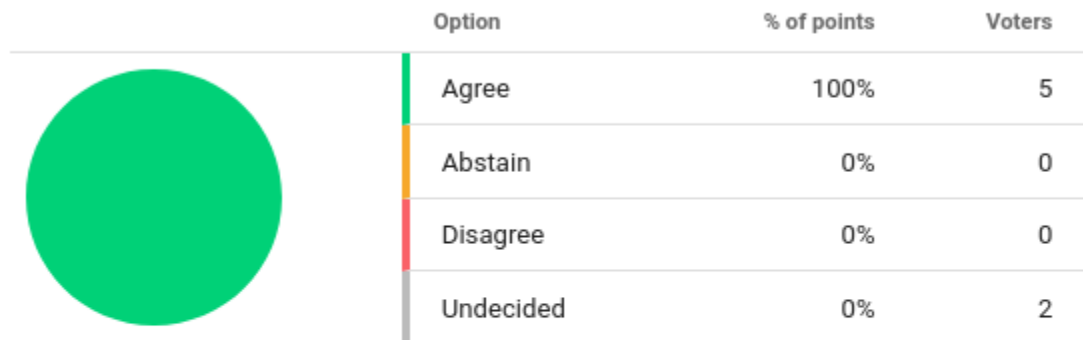 Option % of points Voters
Agree 100% 5
Abstain 0% 0
Disagree 0% 0
Undecided 0% 2